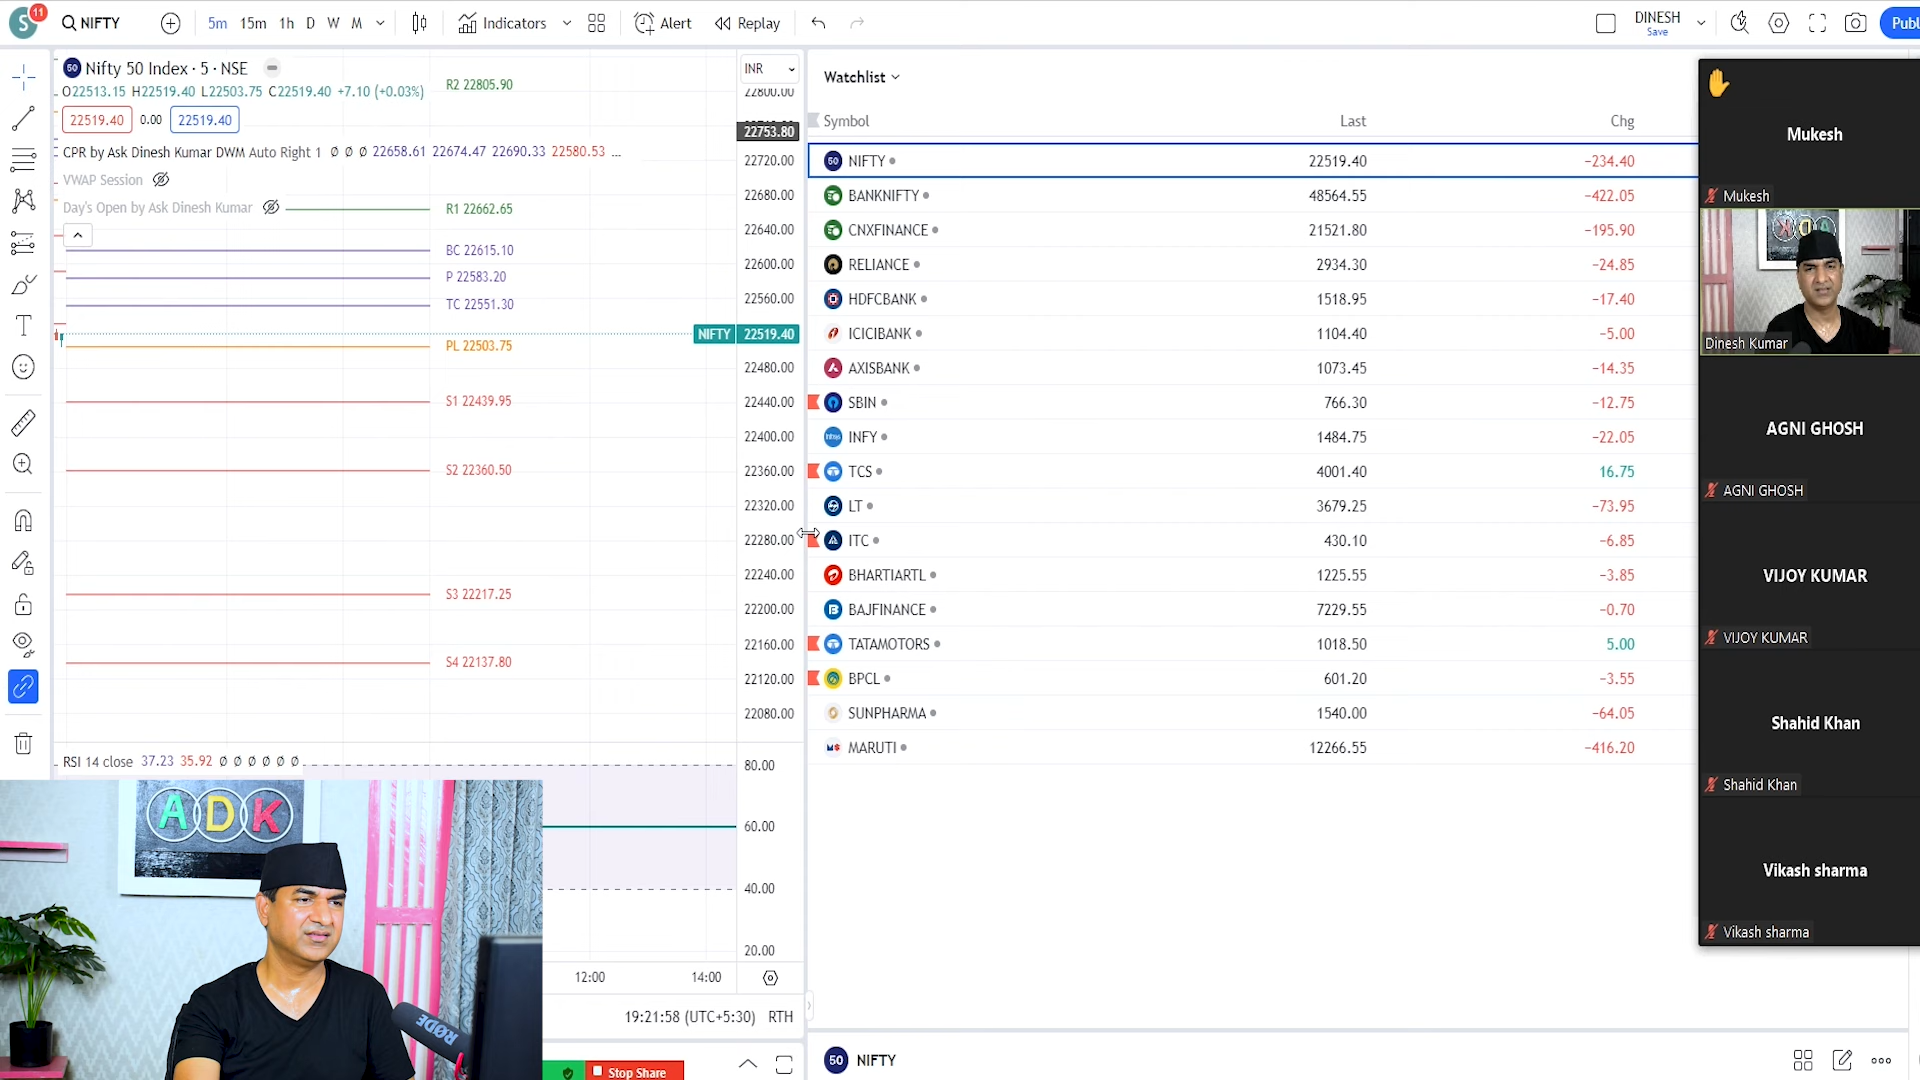 S 11 NIFTY 5m 15m 1h D W M Indicators Alert Replay DINESH Save Publ
50 Nifty 50 Index · 5 · NSE
O22513.15 H22519.40 L22503.75 C22519.40 +7.10 (+0.03%)
22519.40 0.00 22519.40
CPR by Ask Dinesh Kumar DWM Auto Right 1 Ø Ø Ø 22658.61 22674.47 22690.33 22580.53 ...
VWAP Session
Day's Open by Ask Dinesh Kumar
R2 22805.90
R1 22662.65
BC 22615.10
P 22583.20
TC 22551.30
PL 22503.75
S1 22439.95
S2 22360.50
S3 22217.25
S4 22137.80
INR
22800.00
22753.80
22720.00
22680.00
22640.00
22600.00
22560.00
NIFTY 22519.40
22480.00
22440.00
22400.00
22360.00
22320.00
22280.00
22240.00
22200.00
22160.00
22120.00
22080.00
RSI 14 close 37.23 35.92 Ø Ø Ø Ø Ø Ø
80.00
60.00
40.00
20.00
12:00 14:00
19:21:58 (UTC+5:30) RTH
Stop Share
ADK
RØDE
Watchlist
Symbol Last Chg
50 NIFTY 22519.40 −234.40
BANKNIFTY 48564.55 −422.05
CNXFINANCE 21521.80 −195.90
RELIANCE 2934.30 −24.85
HDFCBANK 1518.95 −17.40
ICICIBANK 1104.40 −5.00
AXISBANK 1073.45 −14.35
SBIN 766.30 −12.75
INFY 1484.75 −22.05
TCS 4001.40 16.75
LT 3679.25 −73.95
ITC 430.10 −6.85
BHARTIARTL 1225.55 −3.85
BAJFINANCE 7229.55 −0.70
TATAMOTORS 1018.50 5.00
BPCL 601.20 −3.55
SUNPHARMA 1540.00 −64.05
MARUTI 12266.55 −416.20
50 NIFTY
Mukesh
Mukesh
ADK
Dinesh Kumar
AGNI GHOSH
AGNI GHOSH
VIJOY KUMAR
VIJOY KUMAR
Shahid Khan
Shahid Khan
Vikash sharma
Vikash sharma